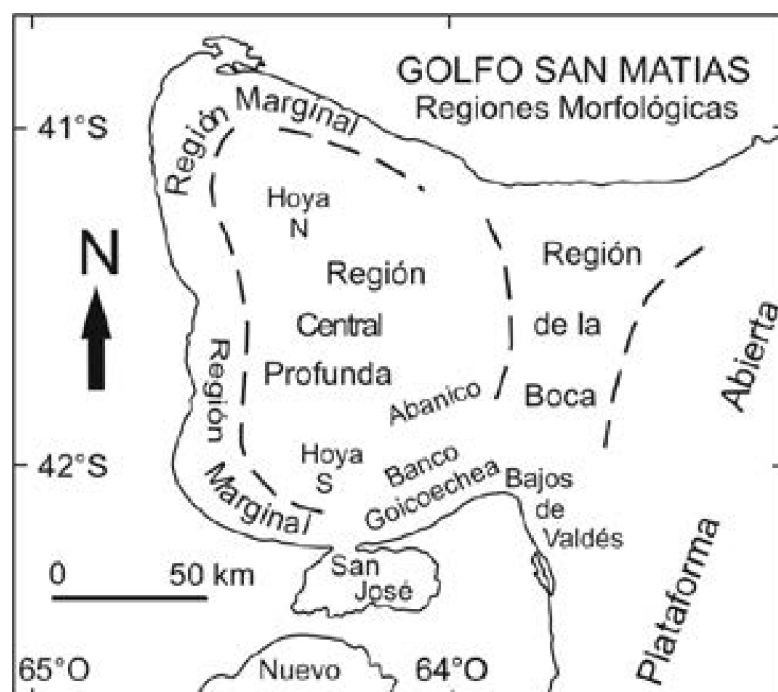 GOLFO SAN MATIAS
Regiones Morfológicas
41°S
Región Marginal
Hoya
N
N
Región
Central
Profunda
Región
de la
Boca
Abierta
Plataforma
Región
Marginal
Abanico
42°S
Hoya
S
Banco
Goicoechea
Bajos
de
Valdés
0 50 km
San
José
65°O
Nuevo
64°O